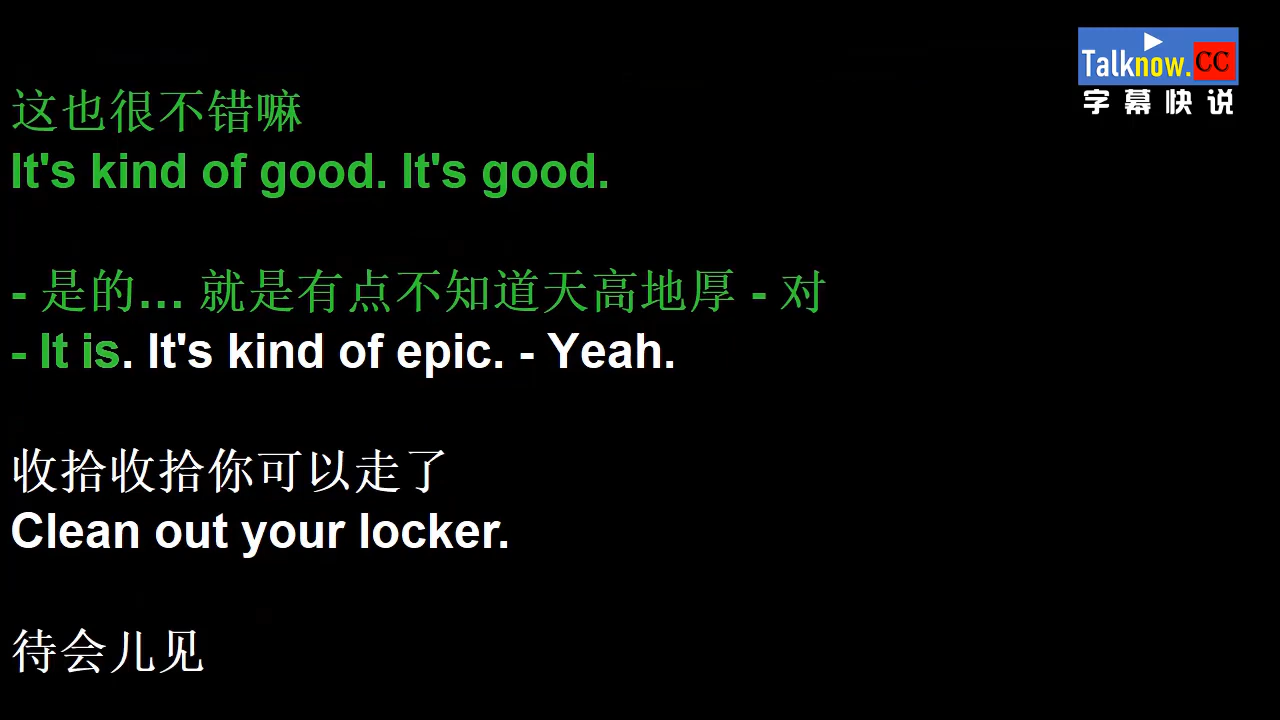 Talknow.CC
字幕快说
这也很不错嘛
It's kind of good. It's good.
- 是的... 就是有点不知道天高地厚 - 对
- It is. It's kind of epic. - Yeah.
收拾收拾你可以走了
Clean out your locker.
待会儿见